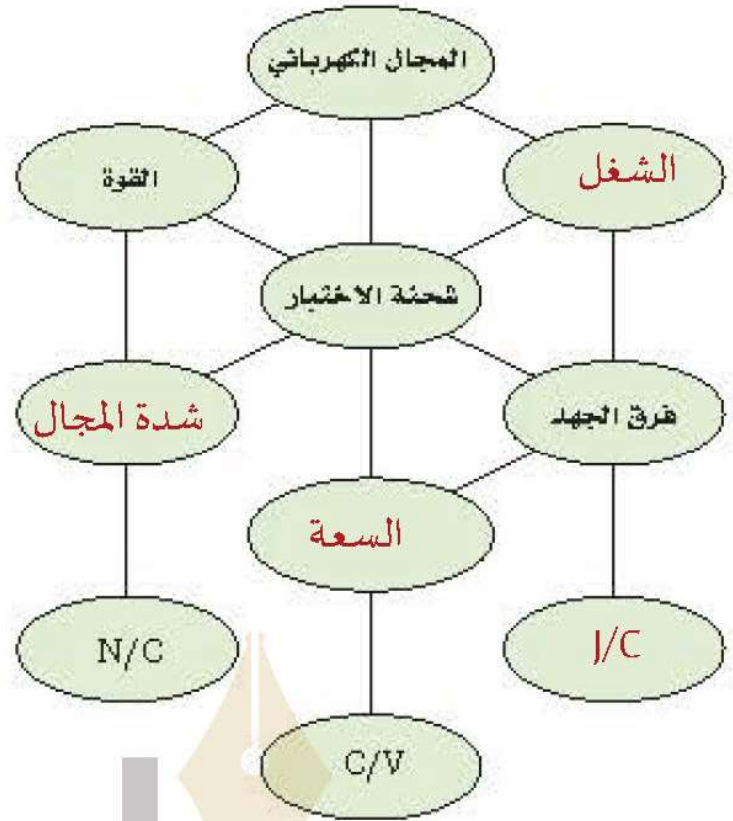 المجال الكهربائي
الشغل
القوة
شحنة الاختبار
فرق الجهد
شدة المجال
السعة
J/C
N/C
C/V